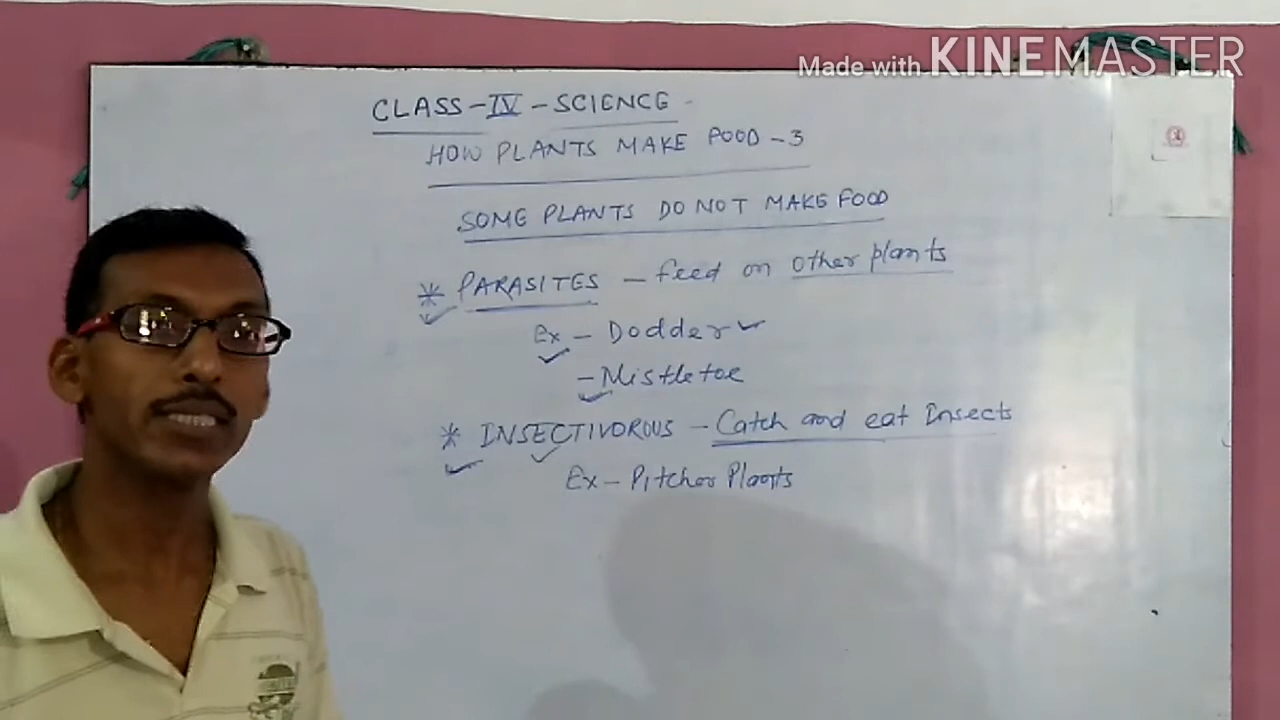 Made with KINEMASTER
CLASS-IV-SCIENCE
HOW PLANTS MAKE FOOD-3
SOME PLANTS DO NOT MAKE FOOD
* PARASITES - feed on other plants
Ex - Dodder
- Mistletoe
* INSECTIVOROUS - Catch and eat Insects
Ex - Pitcher Plants